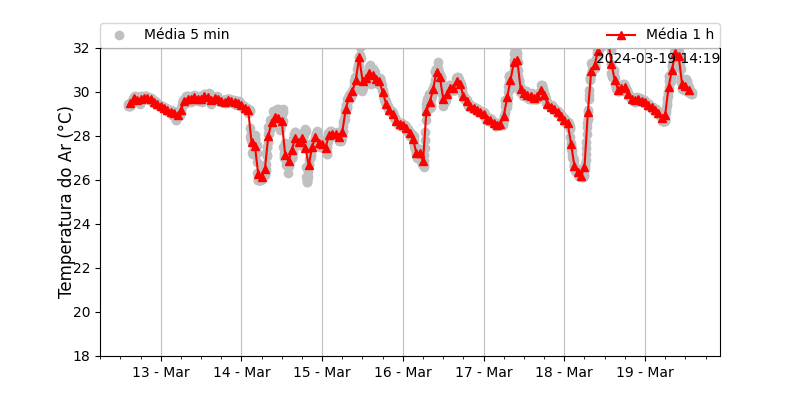 Média 5 min
Média 1 h
2024-03-19 14:19
Temperatura do Ar (°C)
32
30
28
26
24
22
20
18
13 - Mar
14 - Mar
15 - Mar
16 - Mar
17 - Mar
18 - Mar
19 - Mar